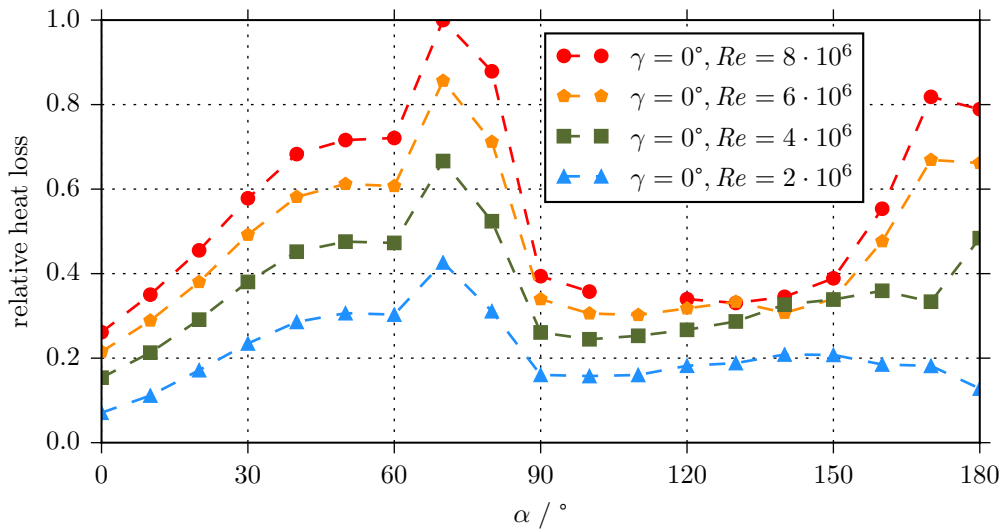 1.0
0.8
0.6
0.4
0.2
0.0
relative heat loss
0
30
60
90
120
150
180
α / °
γ = 0°, Re = 8 · 10⁶
γ = 0°, Re = 6 · 10⁶
γ = 0°, Re = 4 · 10⁶
γ = 0°, Re = 2 · 10⁶